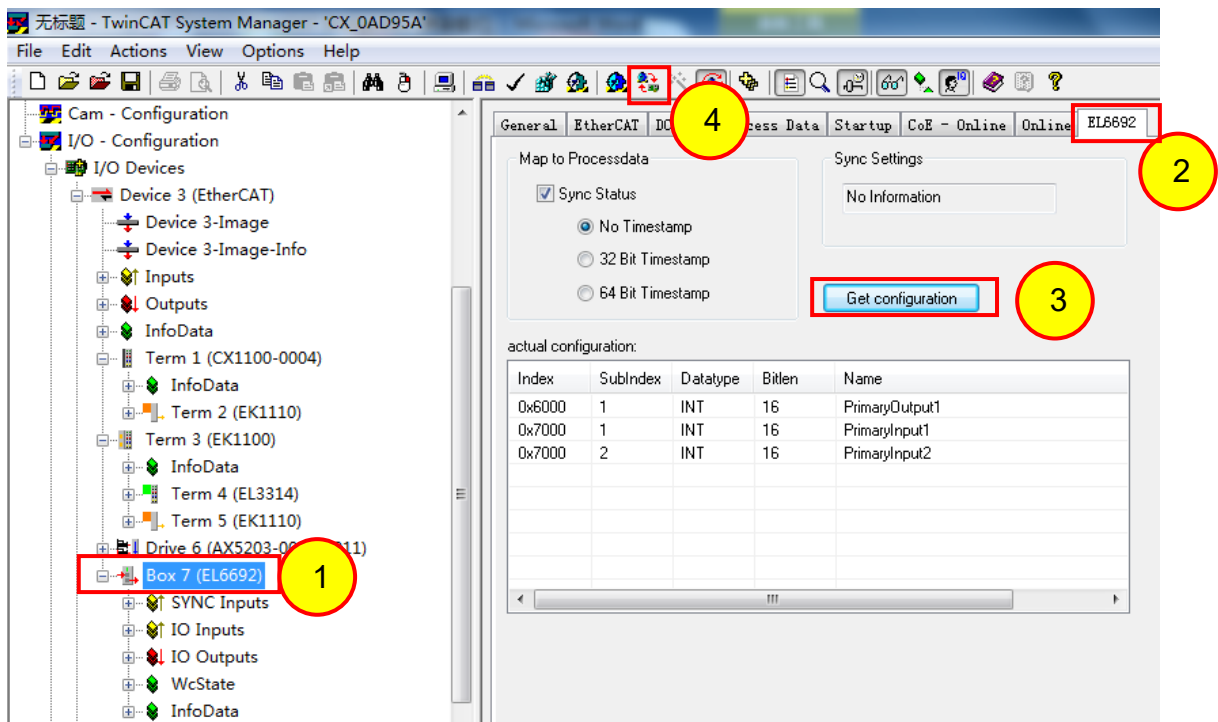 无标题 - TwinCAT System Manager - 'CX_0AD95A'
File Edit Actions View Options Help
Cam - Configuration
I/O - Configuration
I/O Devices
Device 3 (EtherCAT)
Device 3-Image
Device 3-Image-Info
Inputs
Outputs
InfoData
Term 1 (CX1100-0004)
InfoData
Term 2 (EK1110)
Term 3 (EK1100)
InfoData
Term 4 (EL3314)
Term 5 (EK1110)
Drive 6 (AX5203-0 11)
Box 7 (EL6692)
1
SYNC Inputs
IO Inputs
IO Outputs
WcState
InfoData
4
General EtherCAT DC cess Data Startup CoE - Online Online EL6692
2
Map to Processdata
Sync Status
No Timestamp
32 Bit Timestamp
64 Bit Timestamp
Sync Settings
No Information
Get configuration
3
actual configuration:
Index SubIndex Datatype Bitlen Name
0x6000 1 INT 16 PrimaryOutput1
0x7000 1 INT 16 PrimaryInput1
0x7000 2 INT 16 PrimaryInput2